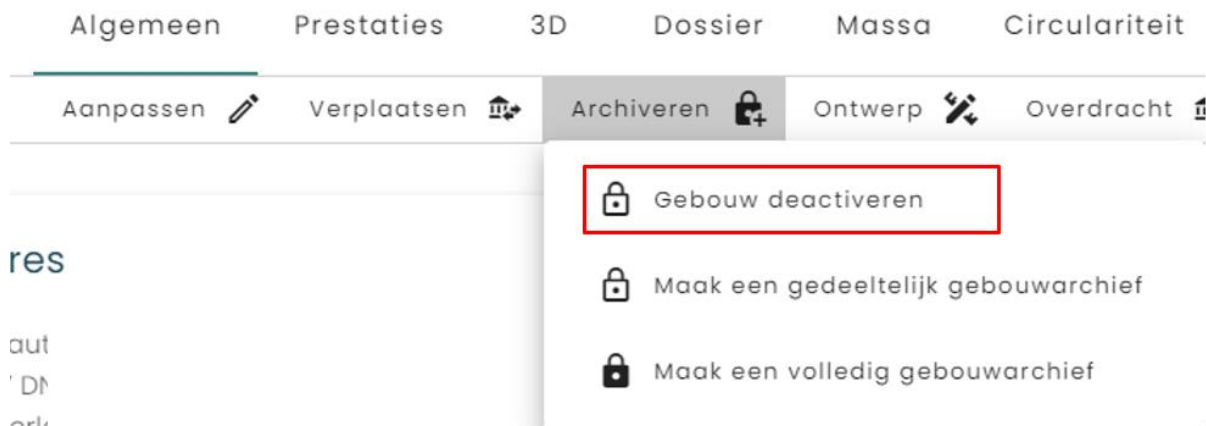 Algemeen Prestaties 3D Dossier Massa Circulariteit
Aanpassen Verplaatsen Archiveren Ontwerp Overdracht
Gebouw deactiveren
res
Maak een gedeeltelijk gebouwarchief
aut
Maak een volledig gebouwarchief